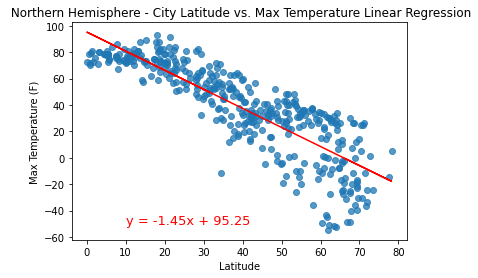 Northern Hemisphere - City Latitude vs. Max Temperature Linear Regression
100
80
60
40
20
0
−20
−40
−60
Max Temperature (F)
y = -1.45x + 95.25
0 10 20 30 40 50 60 70 80
Latitude